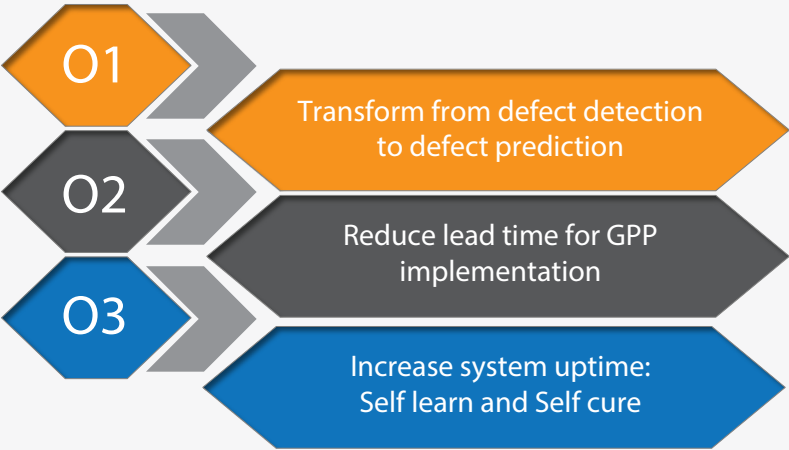 O1
Transform from defect detection
to defect prediction
O2
Reduce lead time for GPP
implementation
O3
Increase system uptime:
Self learn and Self cure